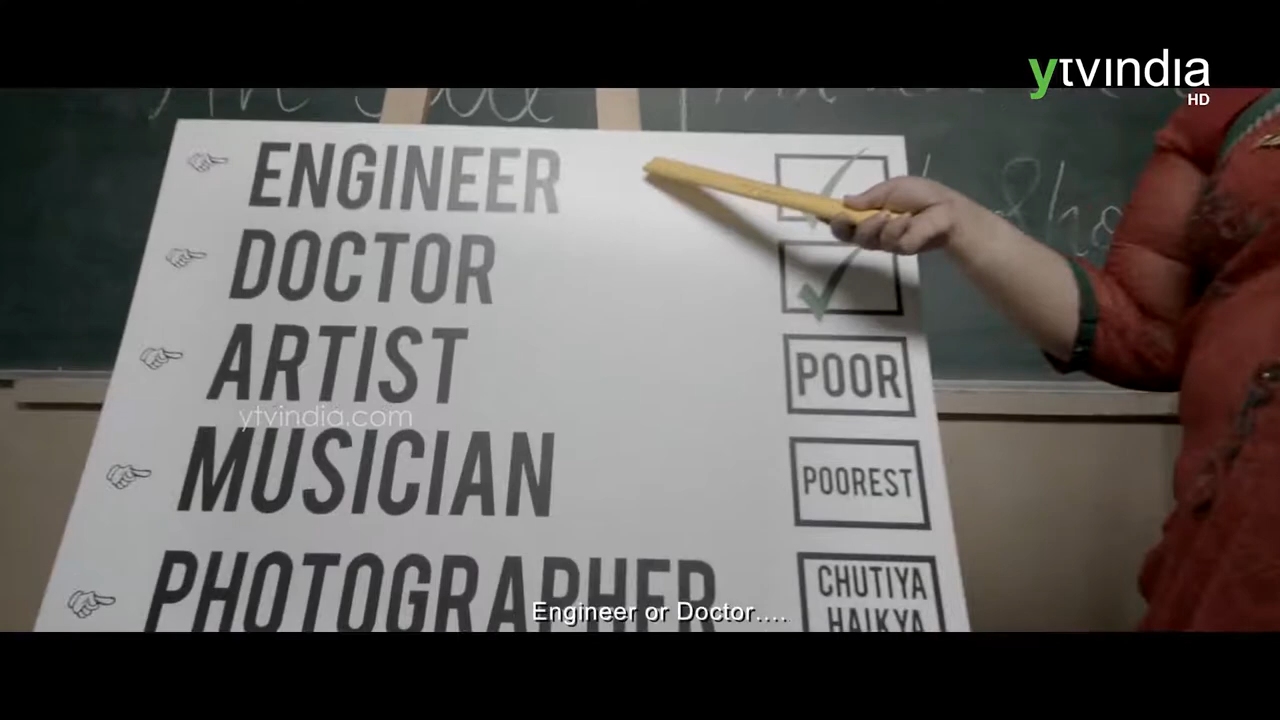 ytvindia
HD
ENGINEER
DOCTOR
ARTIST
POOR
ytvindia.com
MUSICIAN
POOREST
PHOTOGRAPHER
CHUTIYA
HAIKYA
Engineer or Doctor....